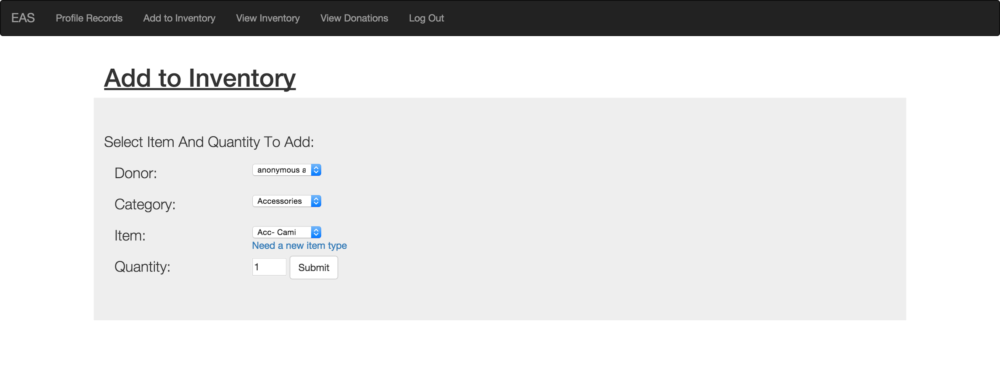 EAS Profile Records Add to Inventory View Inventory View Donations Log Out
Add to Inventory
Select Item And Quantity To Add:
Donor: anonymous a
Category: Accessories
Item: Acc- Cami
Need a new item type
Quantity: 1 Submit